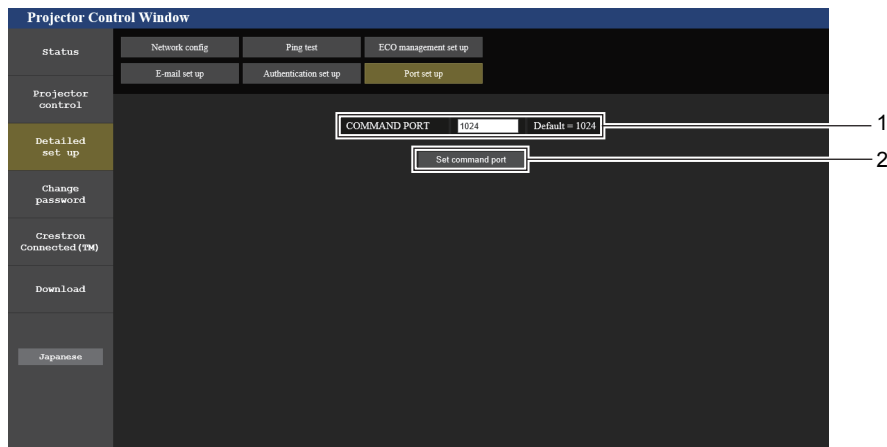 Projector Control Window
Status
Network config
Ping test
ECO management set up
E-mail set up
Authentication set up
Port set up
Projector
control
Detailed
set up
Change
password
Crestron
Connected(TM)
Download
Japanese
COMMAND PORT 1024 Default = 1024
Set command port
1
2